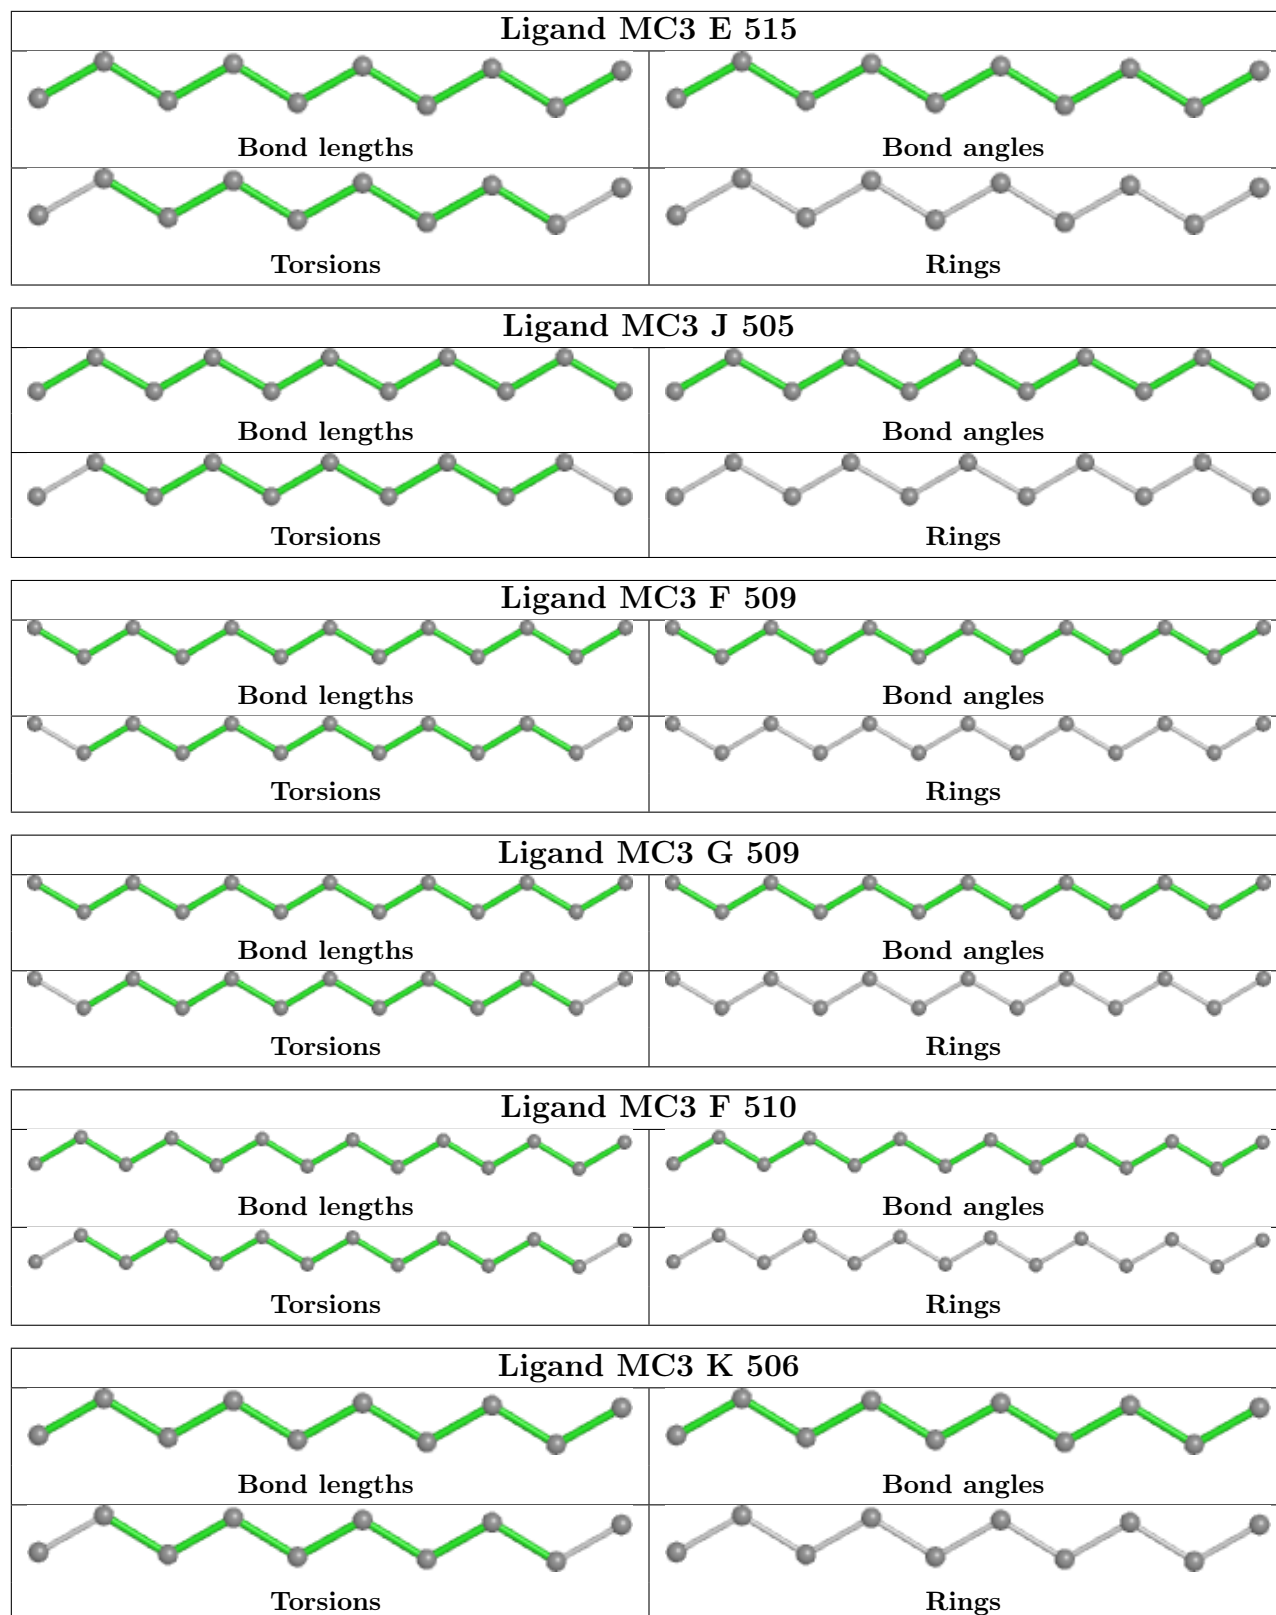 Ligand MC3 E 515
Bond lengths Bond angles
Torsions Rings
Ligand MC3 J 505
Bond lengths Bond angles
Torsions Rings
Ligand MC3 F 509
Bond lengths Bond angles
Torsions Rings
Ligand MC3 G 509
Bond lengths Bond angles
Torsions Rings
Ligand MC3 F 510
Bond lengths Bond angles
Torsions Rings
Ligand MC3 K 506
Bond lengths Bond angles
Torsions Rings